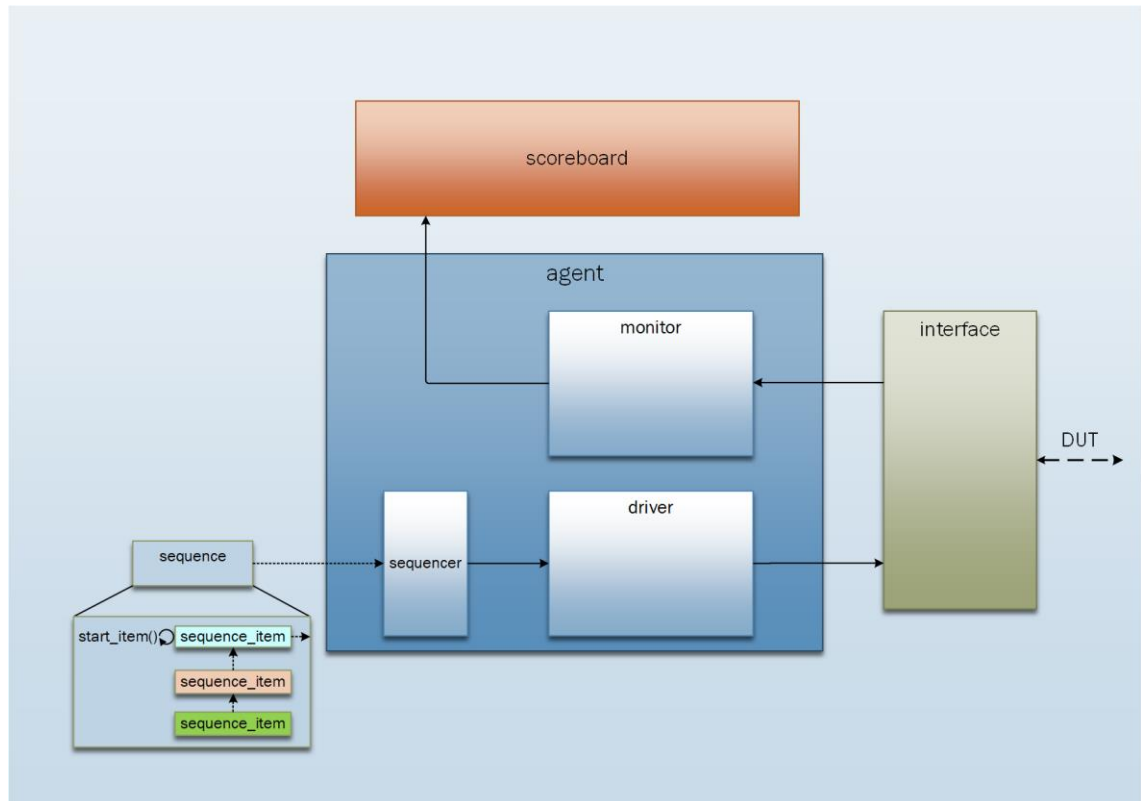 scoreboard
agent
monitor
interface
DUT
driver
sequencer
sequence
start_item()
sequence_item
sequence_item
sequence_item